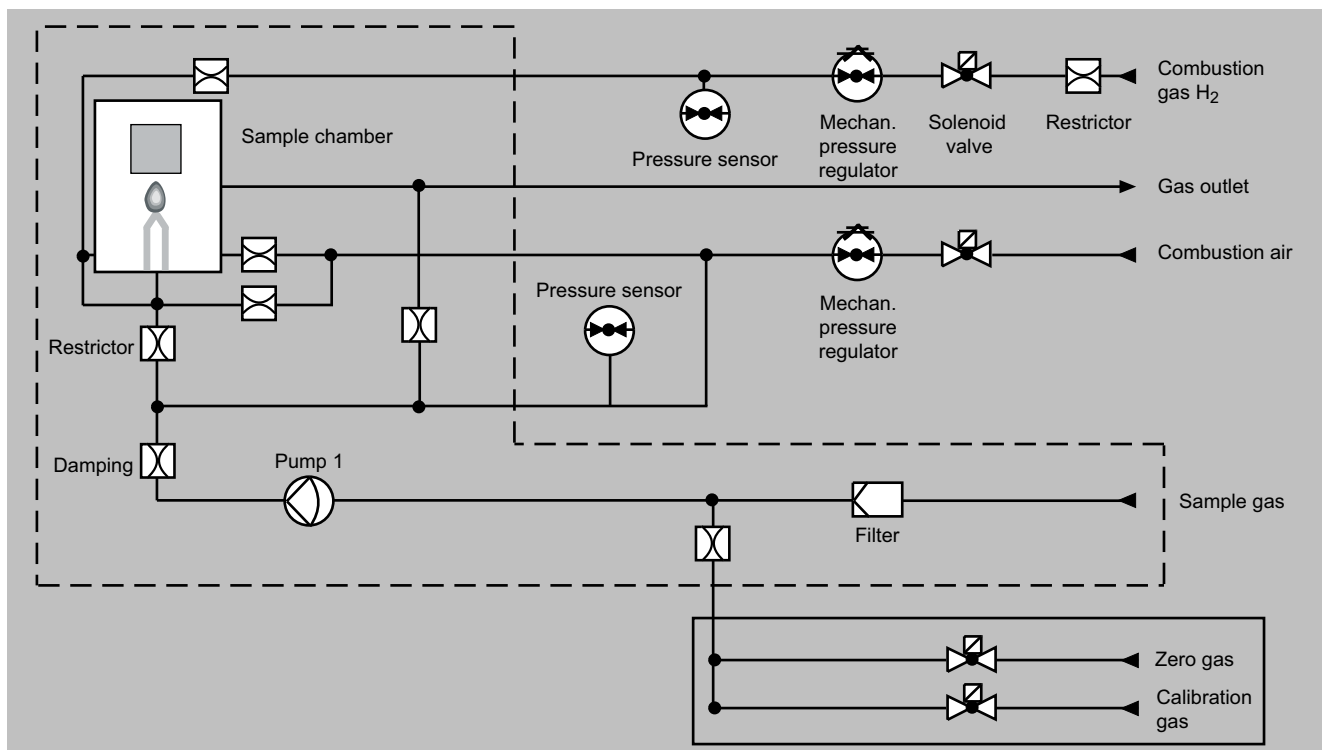 Combustion
gas H₂
Sample chamber
Pressure sensor
Mechan.
pressure
regulator
Solenoid
valve
Restrictor
Gas outlet
Combustion air
Pressure sensor
Mechan.
pressure
regulator
Restrictor
Damping
Pump 1
Filter
Sample gas
Zero gas
Calibration
gas